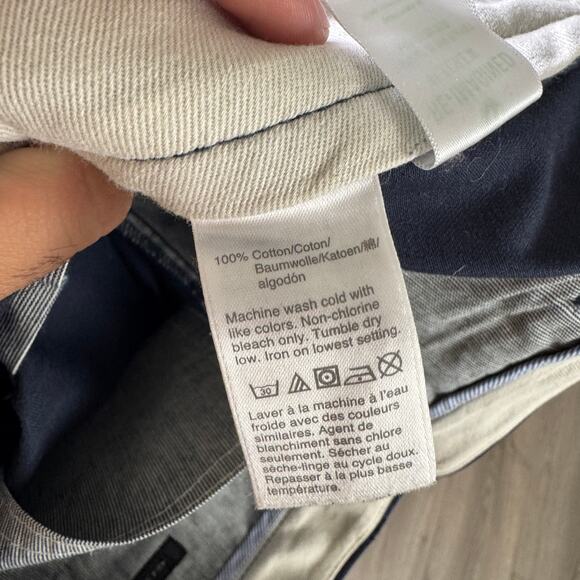 100% Cotton/Coton/
Baumwolle/Katoen/綿/
algodón
Machine wash cold with
like colors. Non-chlorine
bleach only. Tumble dry
low. Iron on lowest setting.
30
Laver à la machine à l'eau
froide avec des couleurs
similaires. Agent de
blanchiment sans chlore
seulement. Sécher au
sèche-linge au cycle doux.
Repasser à la plus basse
température.